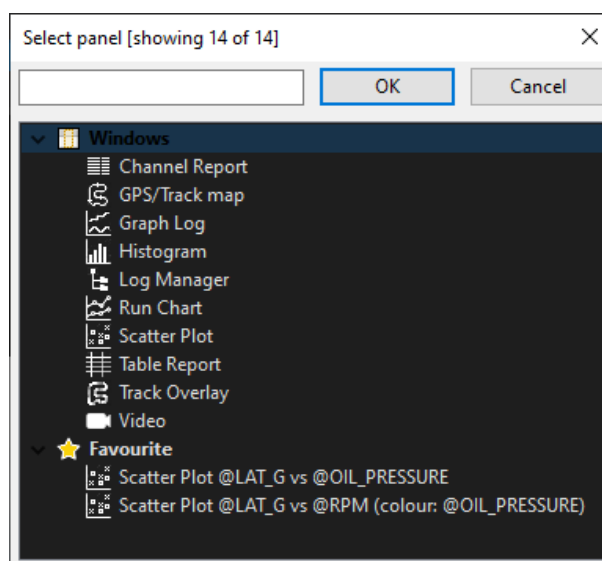 Select panel [showing 14 of 14]
OK
Cancel
Windows
Channel Report
GPS/Track map
Graph Log
Histogram
Log Manager
Run Chart
Scatter Plot
Table Report
Track Overlay
Video
Favourite
Scatter Plot @LAT_G vs @OIL_PRESSURE
Scatter Plot @LAT_G vs @RPM (colour: @OIL_PRESSURE)